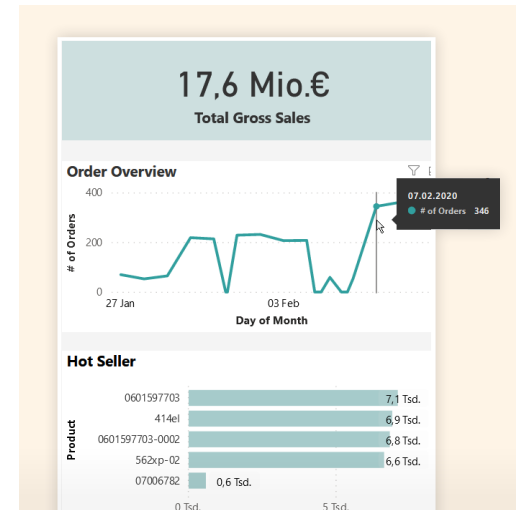 17,6 Mio.€
Total Gross Sales
Order Overview
07.02.2020
# of Orders 346
400
200
0
# of Orders
27 Jan
03 Feb
Day of Month
Hot Seller
Product
0601597703
7,1 Tsd.
414el
6,9 Tsd.
0601597703-0002
6,8 Tsd.
562xp-02
6,6 Tsd.
07006782
0,6 Tsd.
0 Tsd.
5 Tsd.